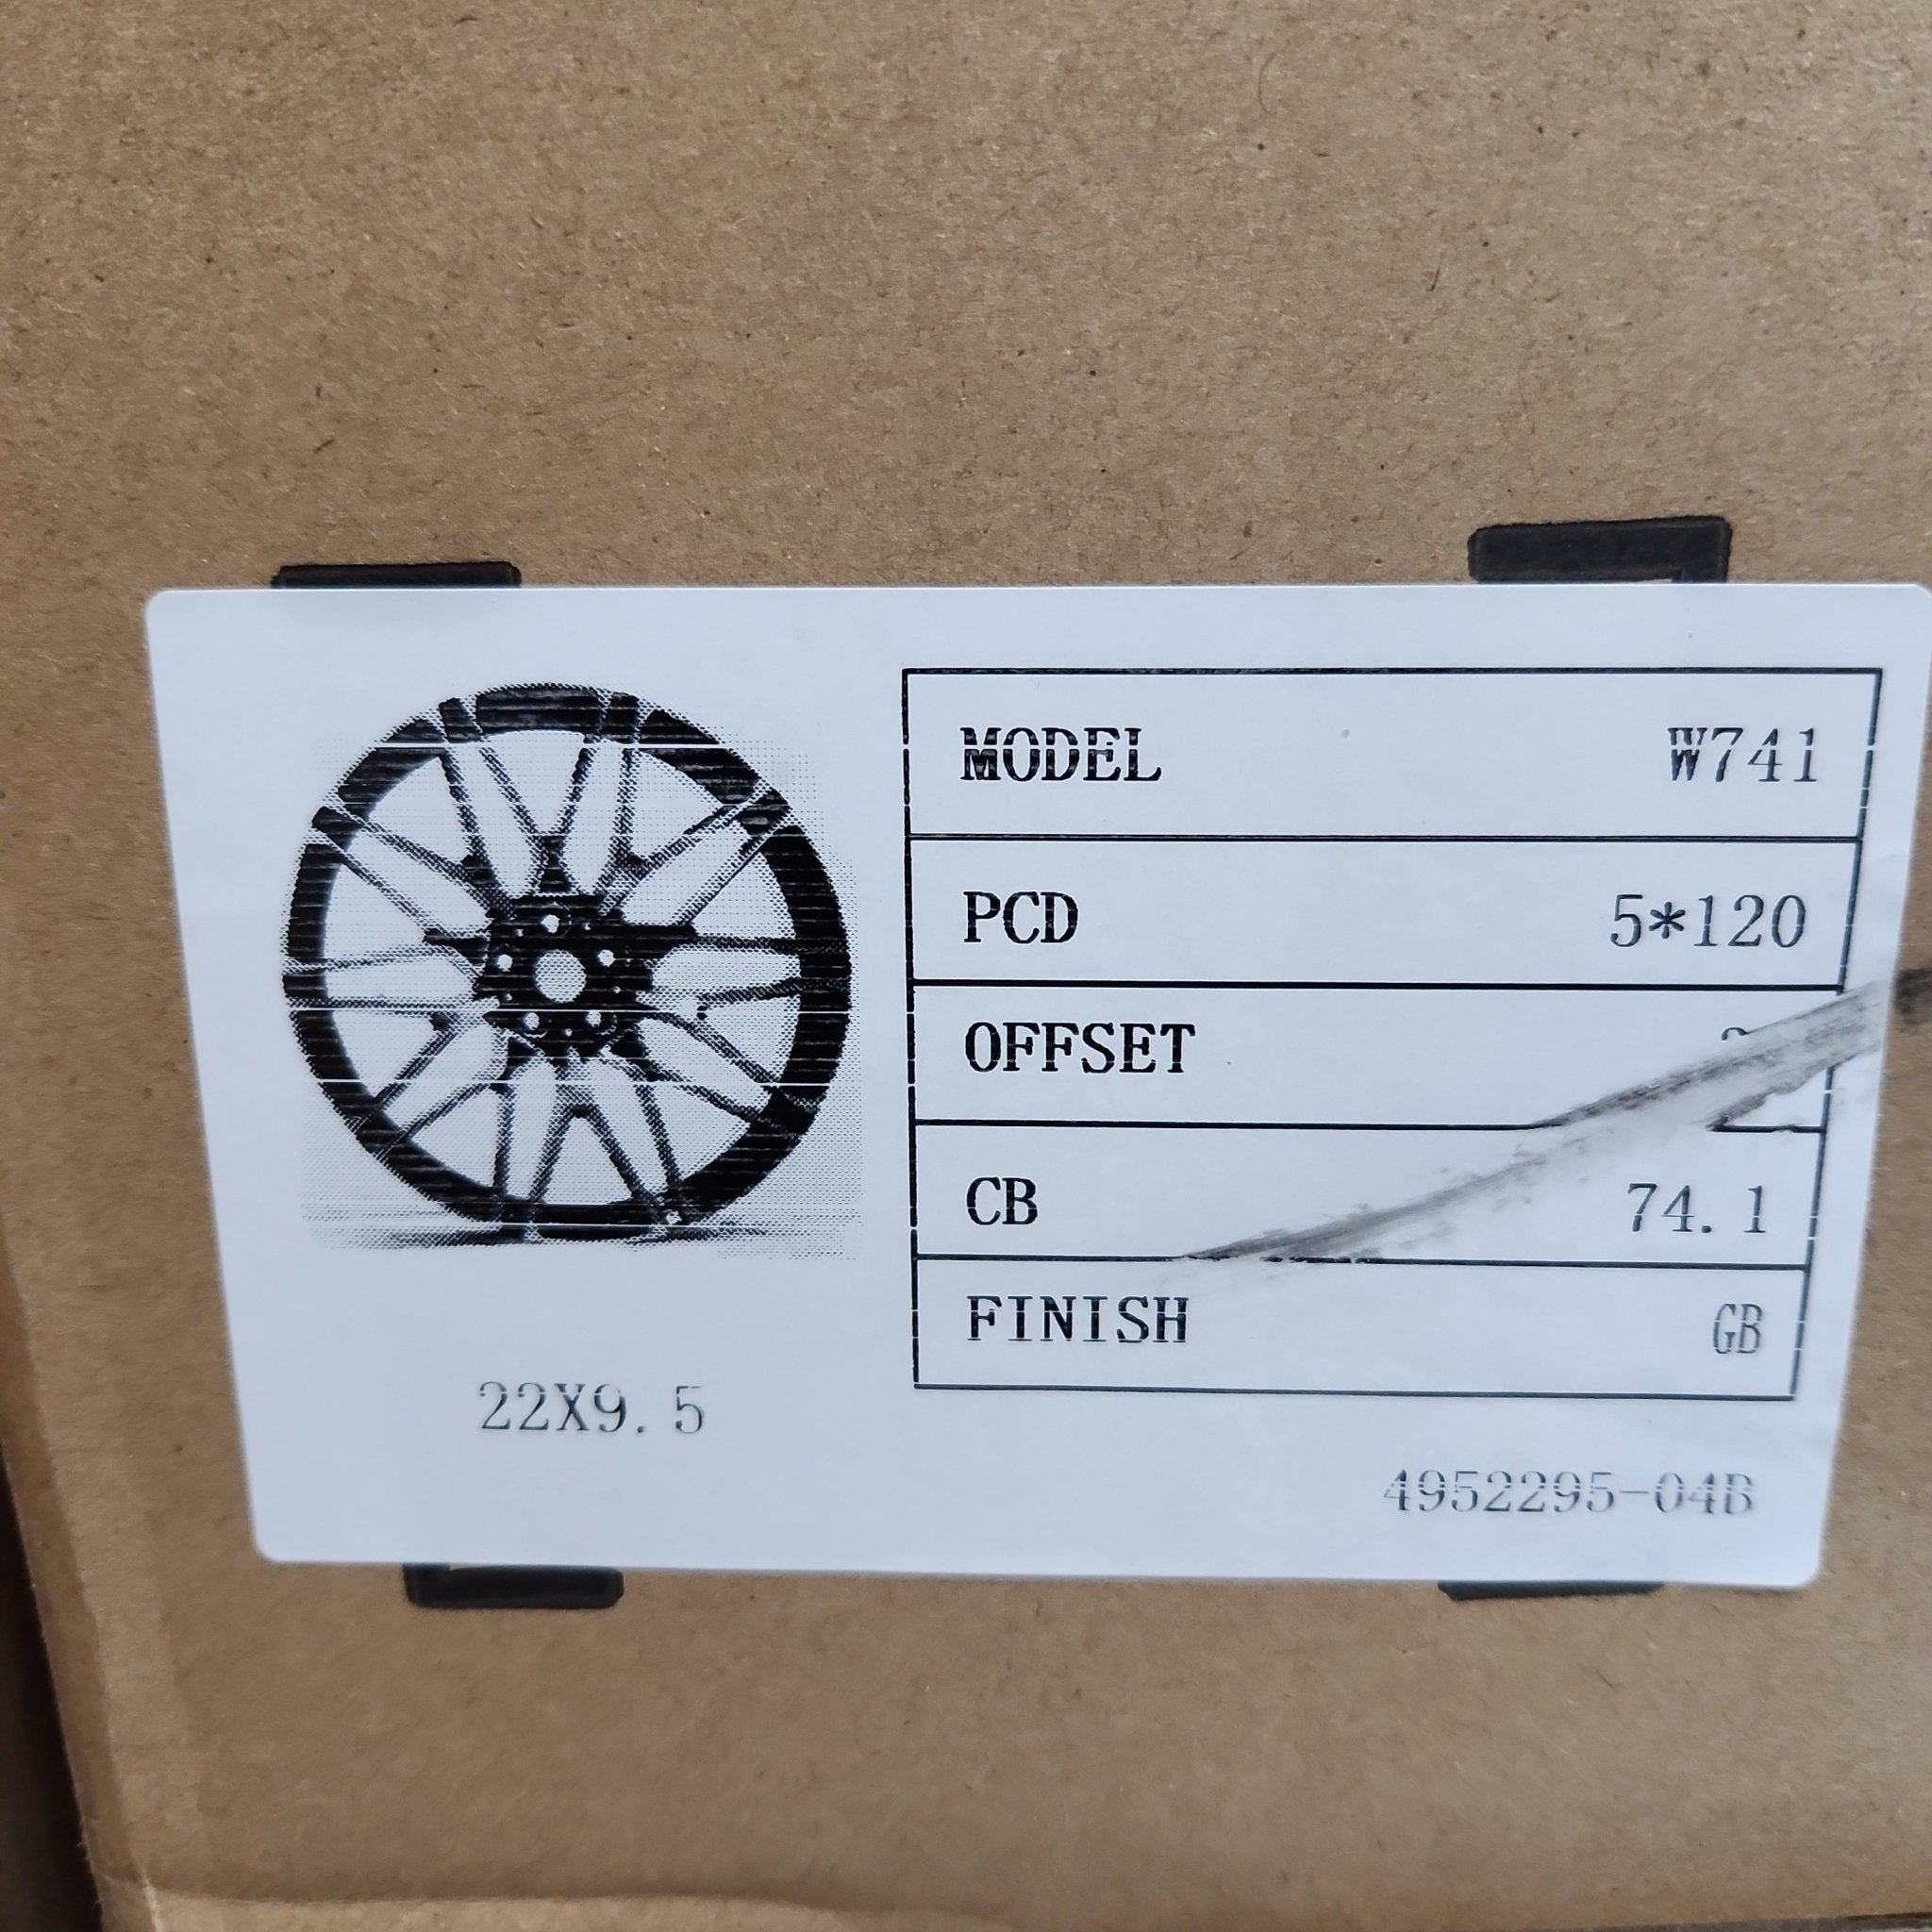 MODEL W741
PCD 5*120
OFFSET
CB 74.1
FINISH GB
22X9.5
4952295-04B